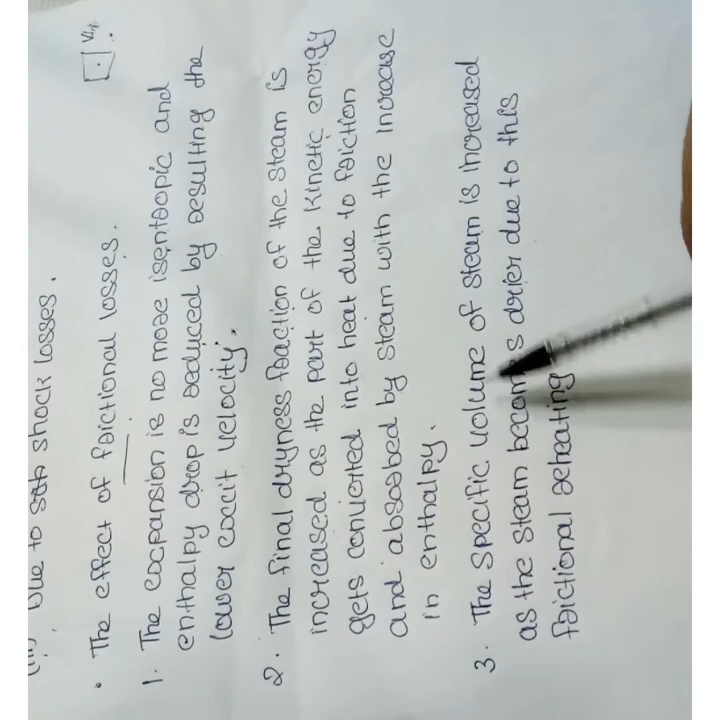 (iii) Due to shock losses.
• The effect of frictional losses.
1. The expansion is no more isentropic and
enthalpy drop is reduced by resulting the
lower exit velocity.
2. The final dryness fraction of the steam is
increased as the part of the kinetic energy
gets converted into heat due to friction
and absorbed by steam with the increase
in enthalpy.
3. The specific volume of steam is increased
as the steam becomes drier due to this
frictional reheating